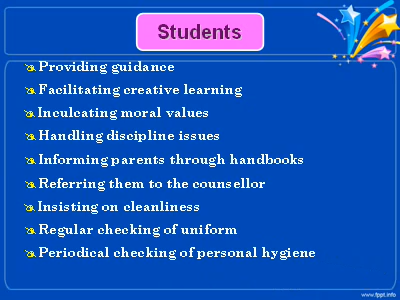 Students
Providing guidance
Facilitating creative learning
Inculcating moral values
Handling discipline issues
Informing parents through handbooks
Referring them to the counsellor
Insisting on cleanliness
Regular checking of uniform
Periodical checking of personal hygiene
www.fppt.info